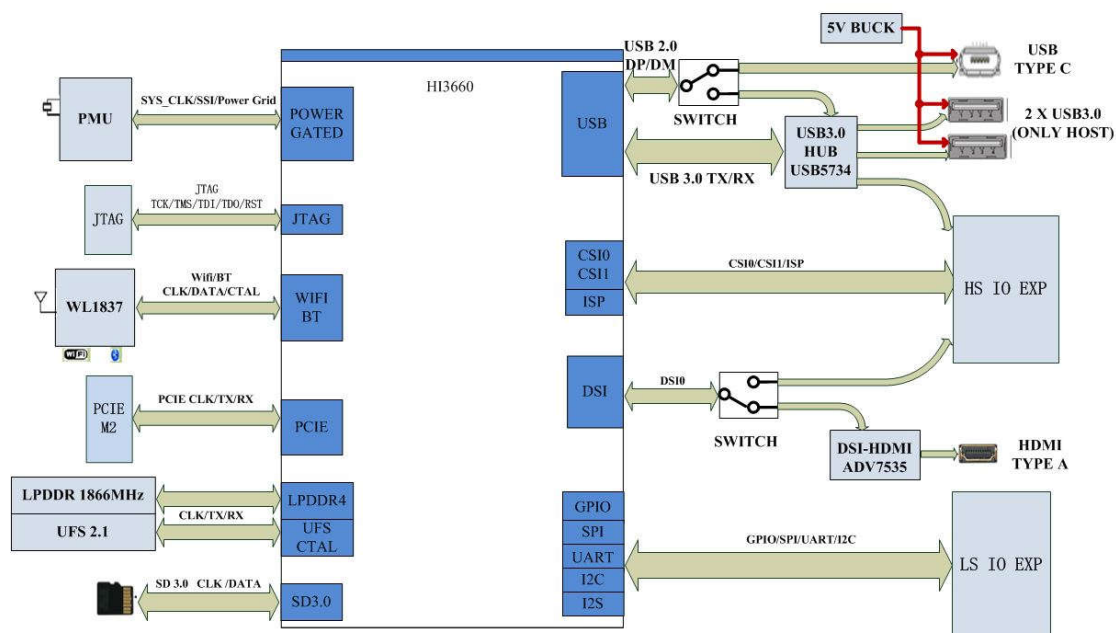 HI3660
PMU
SYS_CLK/SSI/Power Grid
POWER
GATED
JTAG
JTAG
TCK/TMS/TDI/TDO/RST
JTAG
WL1837
WiFi
Wifi/BT
CLK/DATA/CTAL
WIFI
BT
PCIE
M2
PCIE CLK/TX/RX
PCIE
LPDDR 1866MHz
UFS 2.1
CLK/TX/RX
LPDDR4
UFS
CTAL
SD 3.0 CLK /DATA
SD3.0
USB
USB 2.0
DP/DM
SWITCH
USB 3.0 TX/RX
USB3.0
HUB
USB5734
5V BUCK
USB
TYPE C
2 X USB3.0
(ONLY HOST)
CSI0
CSI1
ISP
CSI0/CSI1/ISP
HS IO EXP
DSI
DSI0
SWITCH
DSI-HDMI
ADV7535
HDMI
TYPE A
GPIO
SPI
UART
I2C
I2S
GPIO/SPI/UART/I2C
LS IO EXP